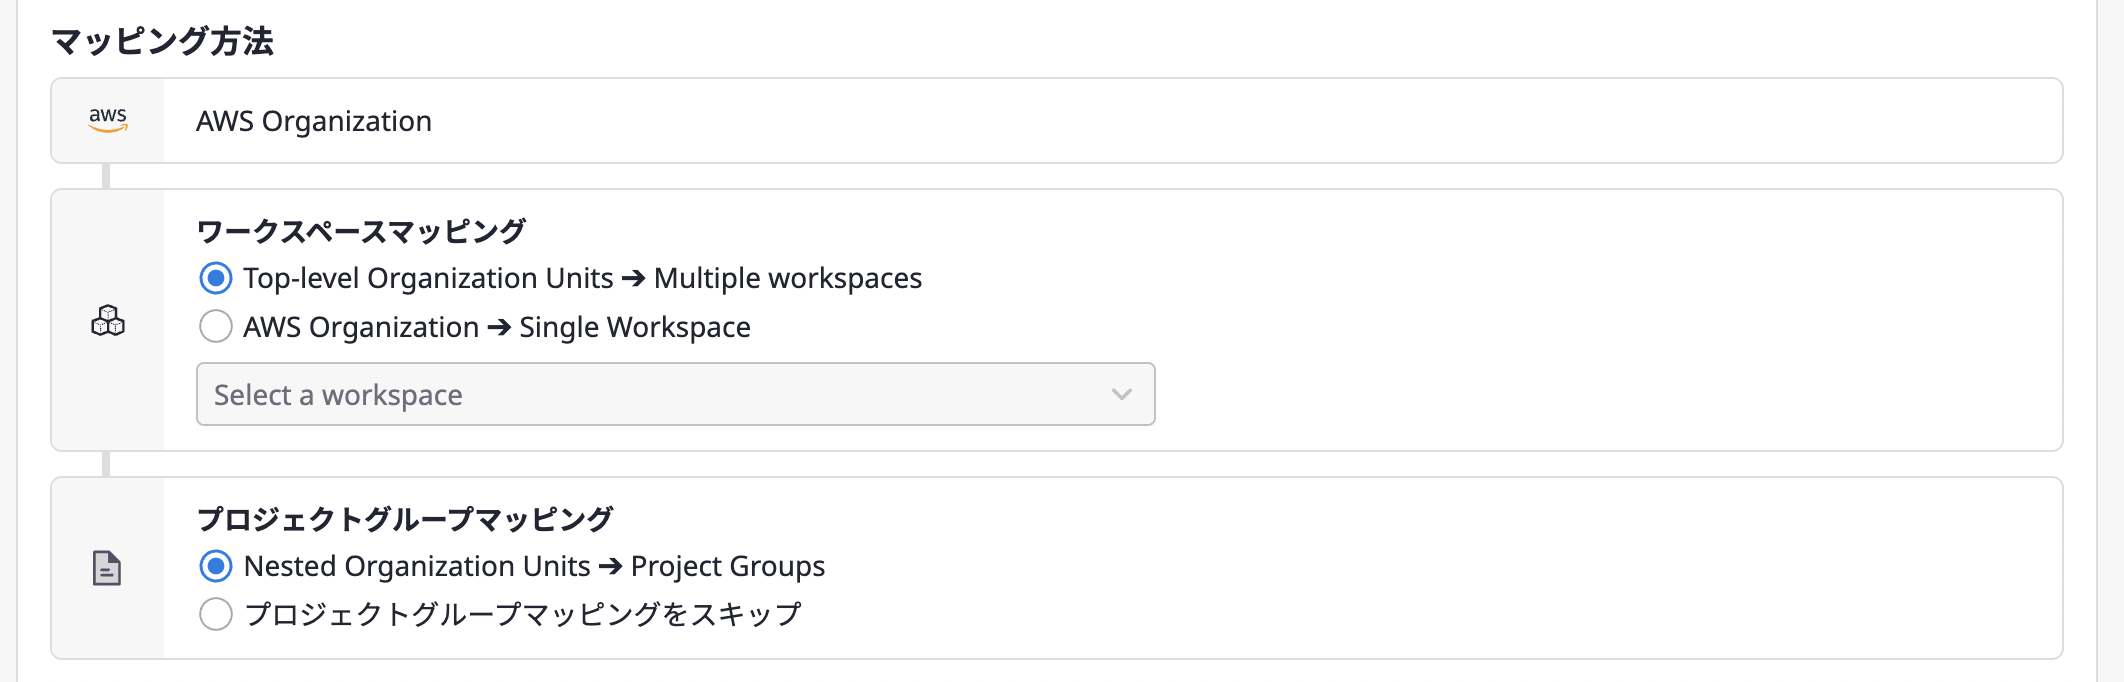 マッピング方法
aws
AWS Organization
ワークスペースマッピング
Top-level Organization Units ➔ Multiple workspaces
AWS Organization ➔ Single Workspace
Select a workspace
プロジェクトグループマッピング
Nested Organization Units ➔ Project Groups
プロジェクトグループマッピングをスキップ